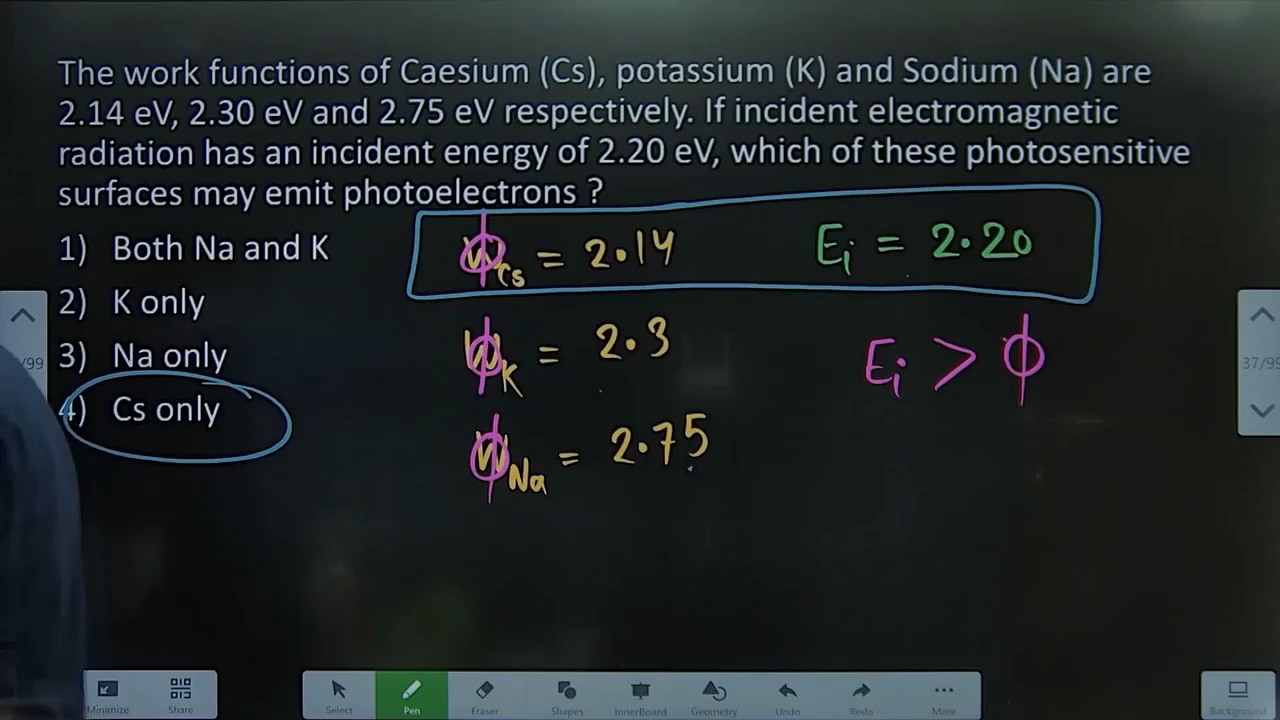 The work functions of Caesium (Cs), potassium (K) and Sodium (Na) are
2.14 eV, 2.30 eV and 2.75 eV respectively. If incident electromagnetic
radiation has an incident energy of 2.20 eV, which of these photosensitive
surfaces may emit photoelectrons ?
1) Both Na and K
2) K only
3) Na only
4) Cs only
ϕCs = 2.14 Ei = 2.20
ϕK = 2.3 Ei > ϕ
ϕNa = 2.75
/99
37/99
Minimize Share Select Pen Eraser Shapes InnerBoard Geometry Undo Redo More Background